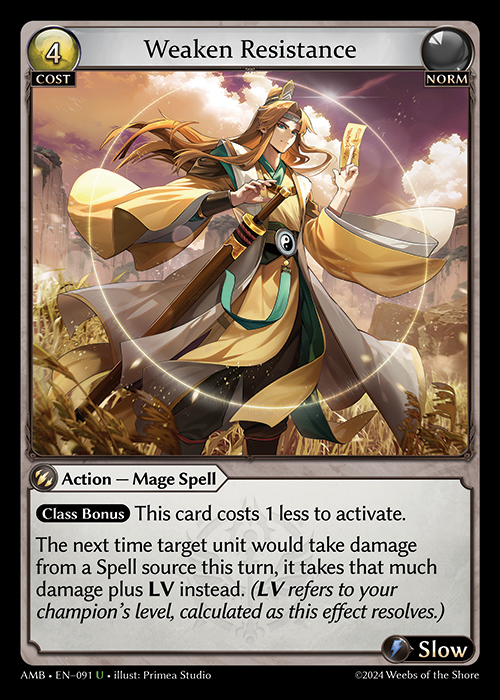 4
Weaken Resistance
COST
NORM
Action — Mage Spell
Class Bonus This card costs 1 less to activate.
The next time target unit would take damage
from a Spell source this turn, it takes that much
damage plus LV instead. (LV refers to your
champion's level, calculated as this effect resolves.)
Slow
AMB • EN–091 U • illust: Primea Studio
©2024 Weebs of the Shore